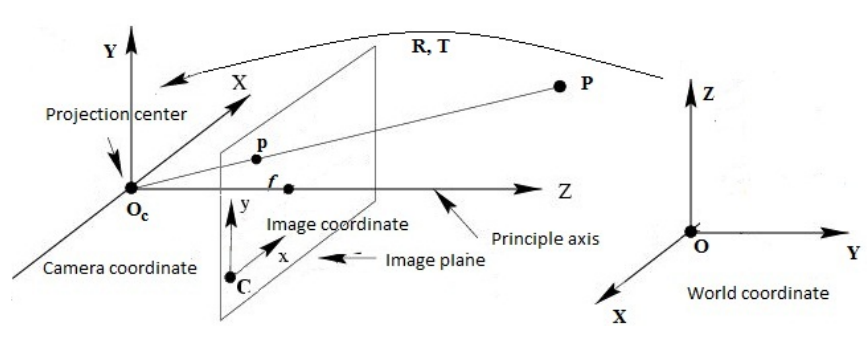 R, T
Y
X
Z
P
Projection center
p
f
Z
Oc
y
Image coordinate
x
Principle axis
Camera coordinate
Image plane
C
O
Y
World coordinate
X